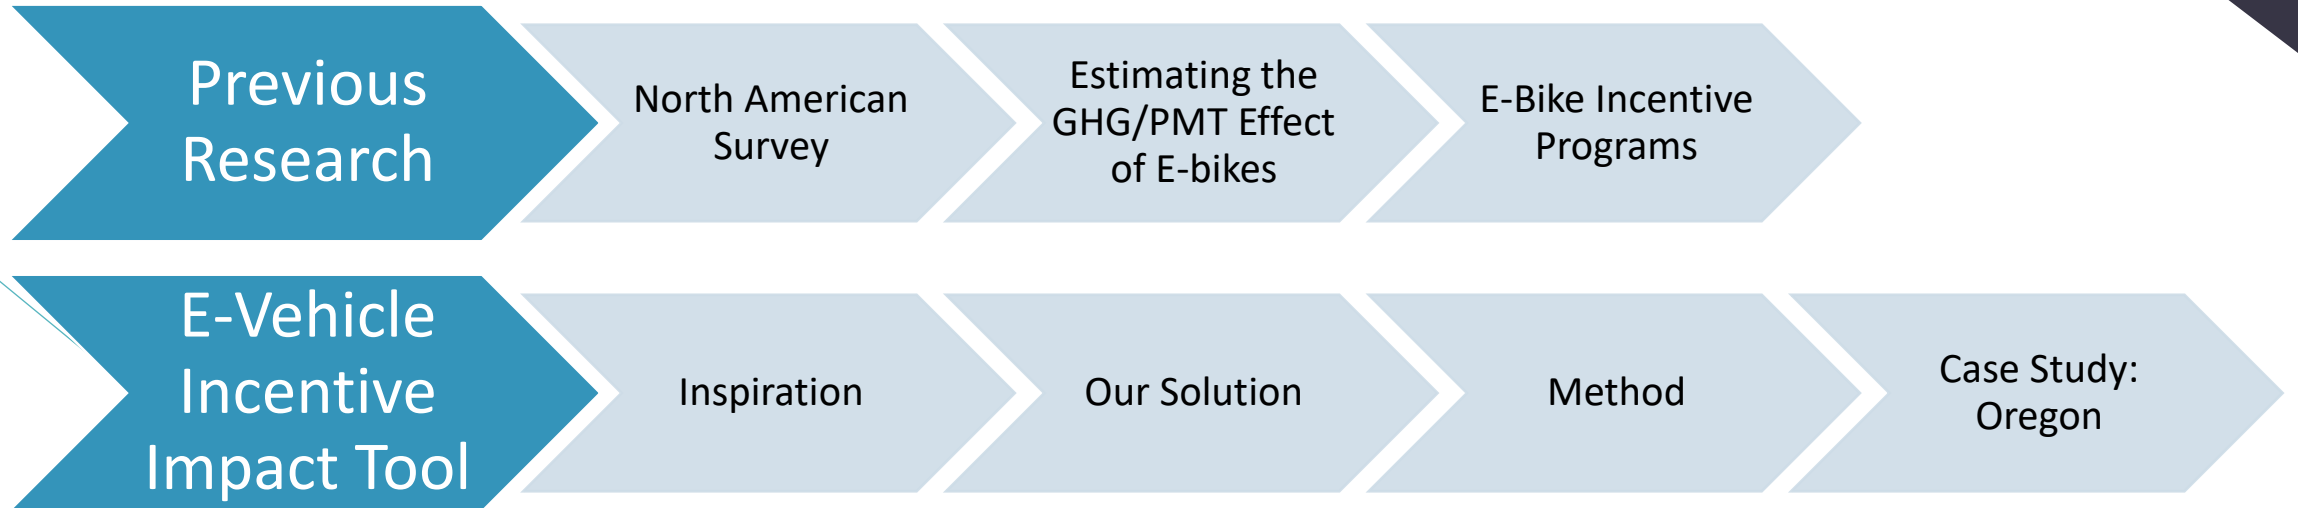 Previous
Research
North American
Survey
Estimating the
GHG/PMT Effect
of E-bikes
E-Bike Incentive
Programs
E-Vehicle
Incentive
Impact Tool
Inspiration
Our Solution
Method
Case Study:
Oregon